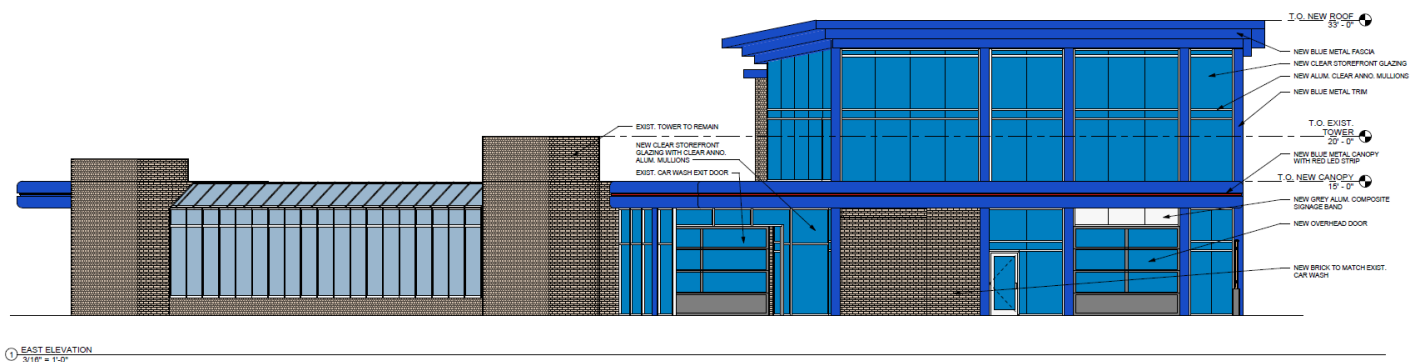 T.O. NEW ROOF
33' - 0"
NEW BLUE METAL FASCIA
NEW CLEAR STOREFRONT GLAZING
NEW ALUM. CLEAR ANNO. MULLIONS
NEW BLUE METAL TRIM
EXIST. TOWER TO REMAIN
NEW CLEAR STOREFRONT
GLAZING WITH CLEAR ANNO.
ALUM. MULLIONS
EXIST. CAR WASH EXIT DOOR
T.O. EXIST.
TOWER
20' - 0"
NEW BLUE METAL CANOPY
WITH RED LED STRIP
T.O. NEW CANOPY
15' - 0"
NEW GREY ALUM. COMPOSITE
SIGNAGE BAND
NEW OVERHEAD DOOR
NEW BRICK TO MATCH EXIST.
CAR WASH
1 EAST ELEVATION
3/16" = 1'-0"